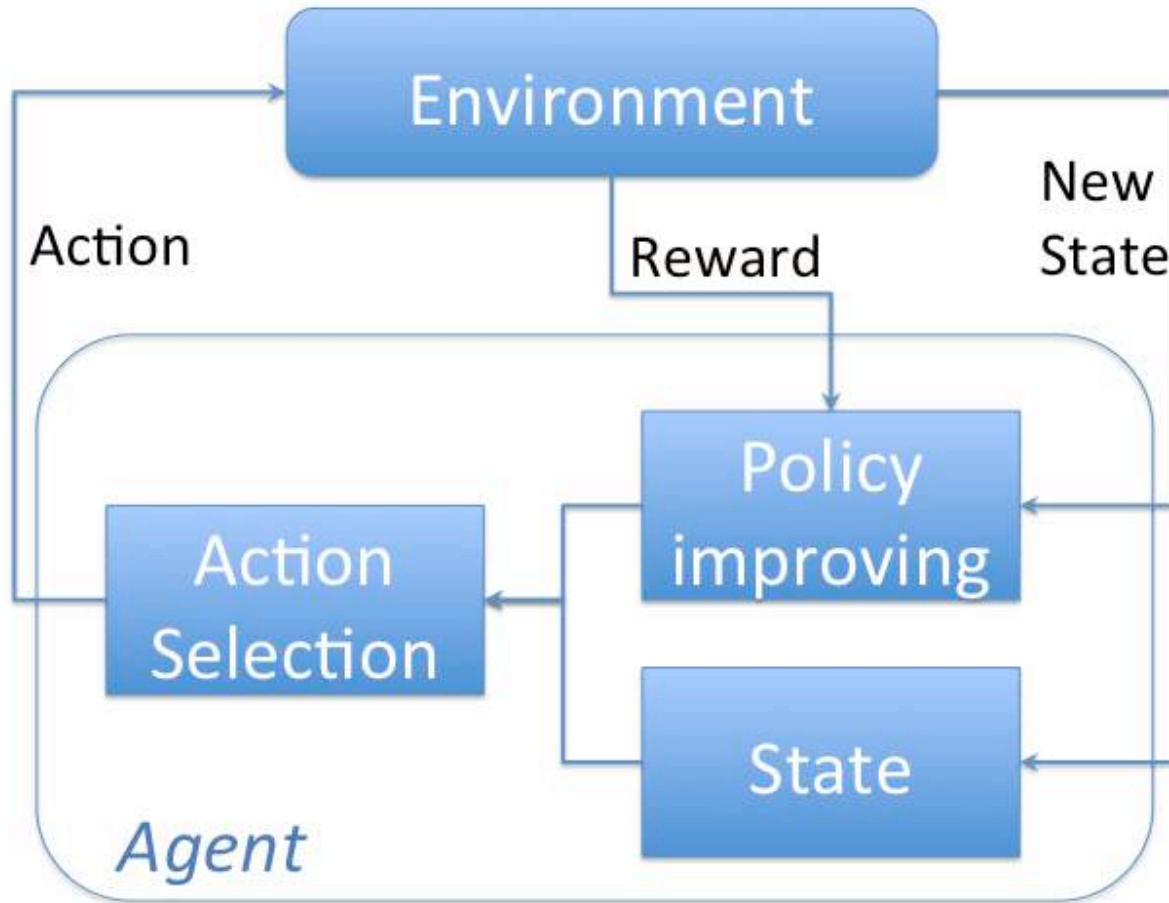 Environment
Action
Reward
New
State
Policy
improving
Action
Selection
State
Agent